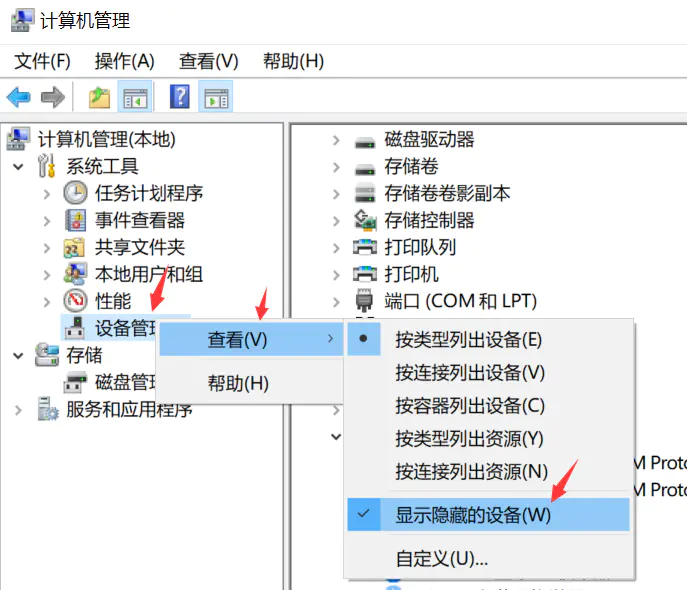 计算机管理
文件(F) 操作(A) 查看(V) 帮助(H)
计算机管理(本地)
系统工具
任务计划程序
事件查看器
共享文件夹
本地用户和组
性能
设备管
存储
磁盘管
服务和应用程序
磁盘驱动器
存储卷
存储卷卷影副本
存储控制器
打印队列
打印机
端口 (COM 和 LPT)
查看(V)
帮助(H)
按类型列出设备(E)
按连接列出设备(V)
按容器列出设备(C)
按类型列出资源(Y)
按连接列出资源(N)
显示隐藏的设备(W)
自定义(U)...
M Proto
M Proto